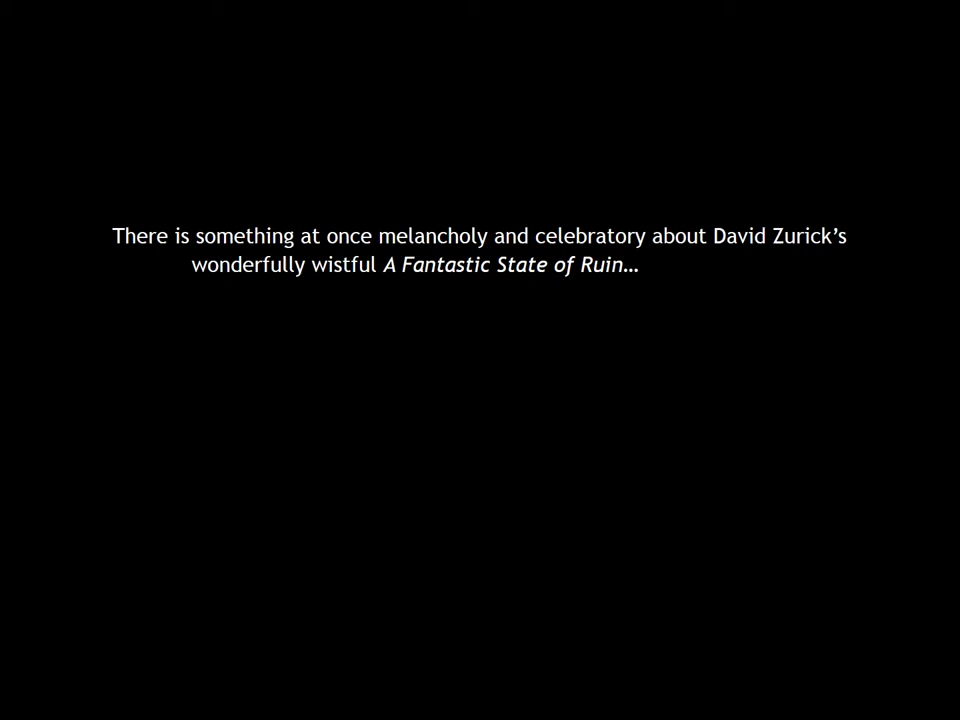 There is something at once melancholy and celebratory about David Zurick’s
wonderfully wistful A Fantastic State of Ruin…